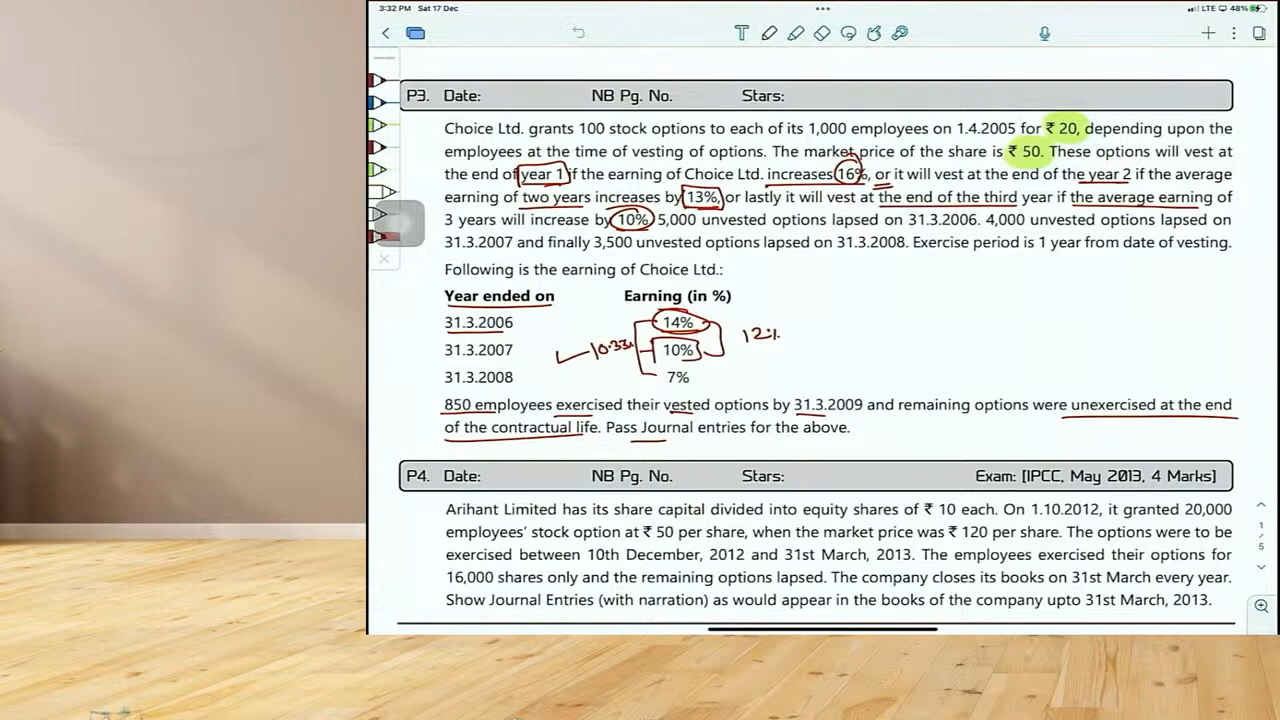 3:32 PM Sat 17 Dec
LTE 48%
P3. Date: NB Pg. No. Stars:
Choice Ltd. grants 100 stock options to each of its 1,000 employees on 1.4.2005 for ₹ 20, depending upon the
employees at the time of vesting of options. The market price of the share is ₹ 50. These options will vest at
the end of year 1 if the earning of Choice Ltd. increases 16%, or it will vest at the end of the year 2 if the average
earning of two years increases by 13%, or lastly it will vest at the end of the third year if the average earning of
3 years will increase by 10% 5,000 unvested options lapsed on 31.3.2006. 4,000 unvested options lapsed on
31.3.2007 and finally 3,500 unvested options lapsed on 31.3.2008. Exercise period is 1 year from date of vesting.
Following is the earning of Choice Ltd.:
Year ended on Earning (in %)
31.3.2006 14%
12%
31.3.2007 10.33% 10%
31.3.2008 7%
850 employees exercised their vested options by 31.3.2009 and remaining options were unexercised at the end
of the contractual life. Pass Journal entries for the above.
P4. Date: NB Pg. No. Stars: Exam: [IPCC, May 2013, 4 Marks]
Arihant Limited has its share capital divided into equity shares of ₹ 10 each. On 1.10.2012, it granted 20,000
employees' stock option at ₹ 50 per share, when the market price was ₹ 120 per share. The options were to be
exercised between 10th December, 2012 and 31st March, 2013. The employees exercised their options for
16,000 shares only and the remaining options lapsed. The company closes its books on 31st March every year.
Show Journal Entries (with narration) as would appear in the books of the company upto 31st March, 2013.
1
/
5